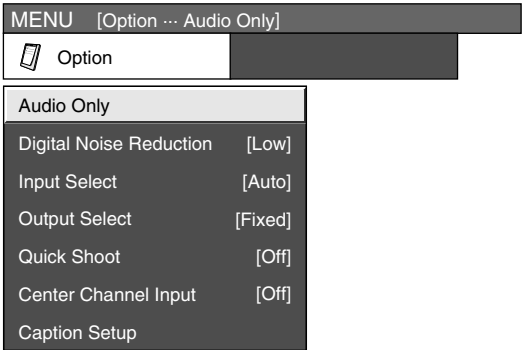 MENU [Option ··· Audio Only]
Option
Audio Only
Digital Noise Reduction [Low]
Input Select [Auto]
Output Select [Fixed]
Quick Shoot [Off]
Center Channel Input [Off]
Caption Setup